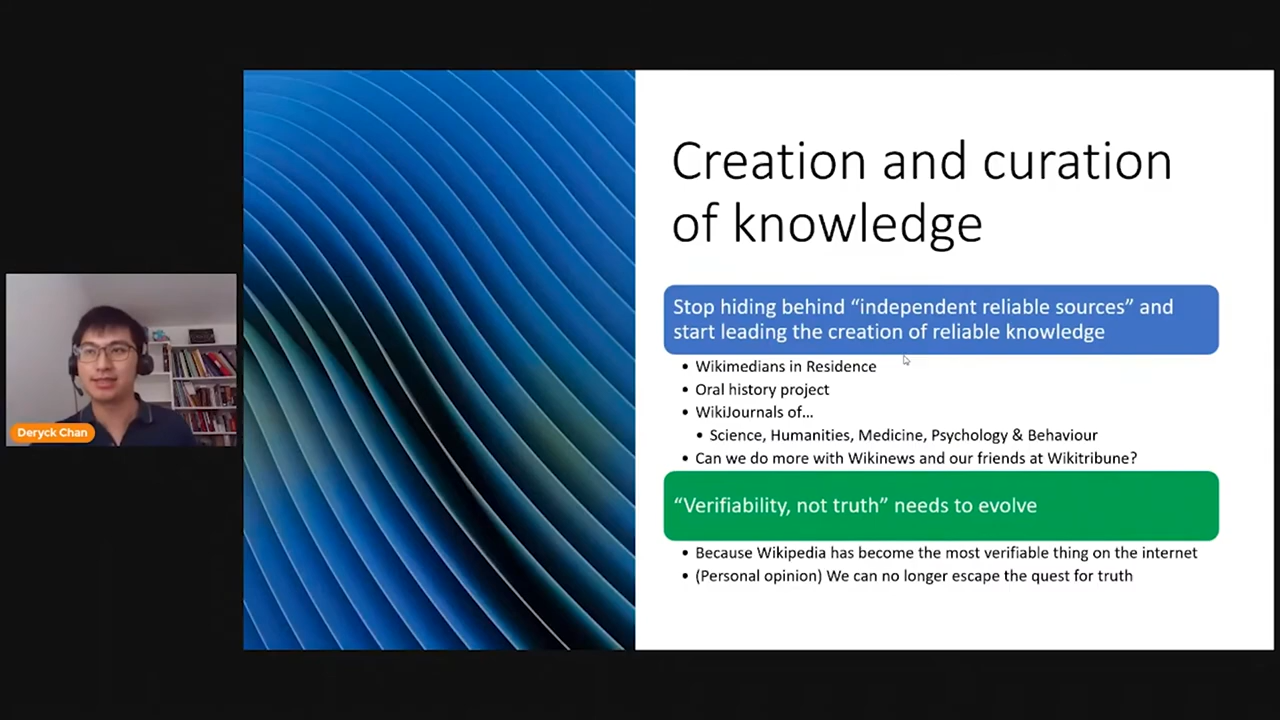 Creation and curation
of knowledge
Stop hiding behind “independent reliable sources” and
start leading the creation of reliable knowledge
• Wikimedians in Residence
• Oral history project
• WikiJournals of…
• Science, Humanities, Medicine, Psychology & Behaviour
• Can we do more with Wikinews and our friends at Wikitribune?
“Verifiability, not truth” needs to evolve
• Because Wikipedia has become the most verifiable thing on the internet
• (Personal opinion) We can no longer escape the quest for truth
Deryck Chan